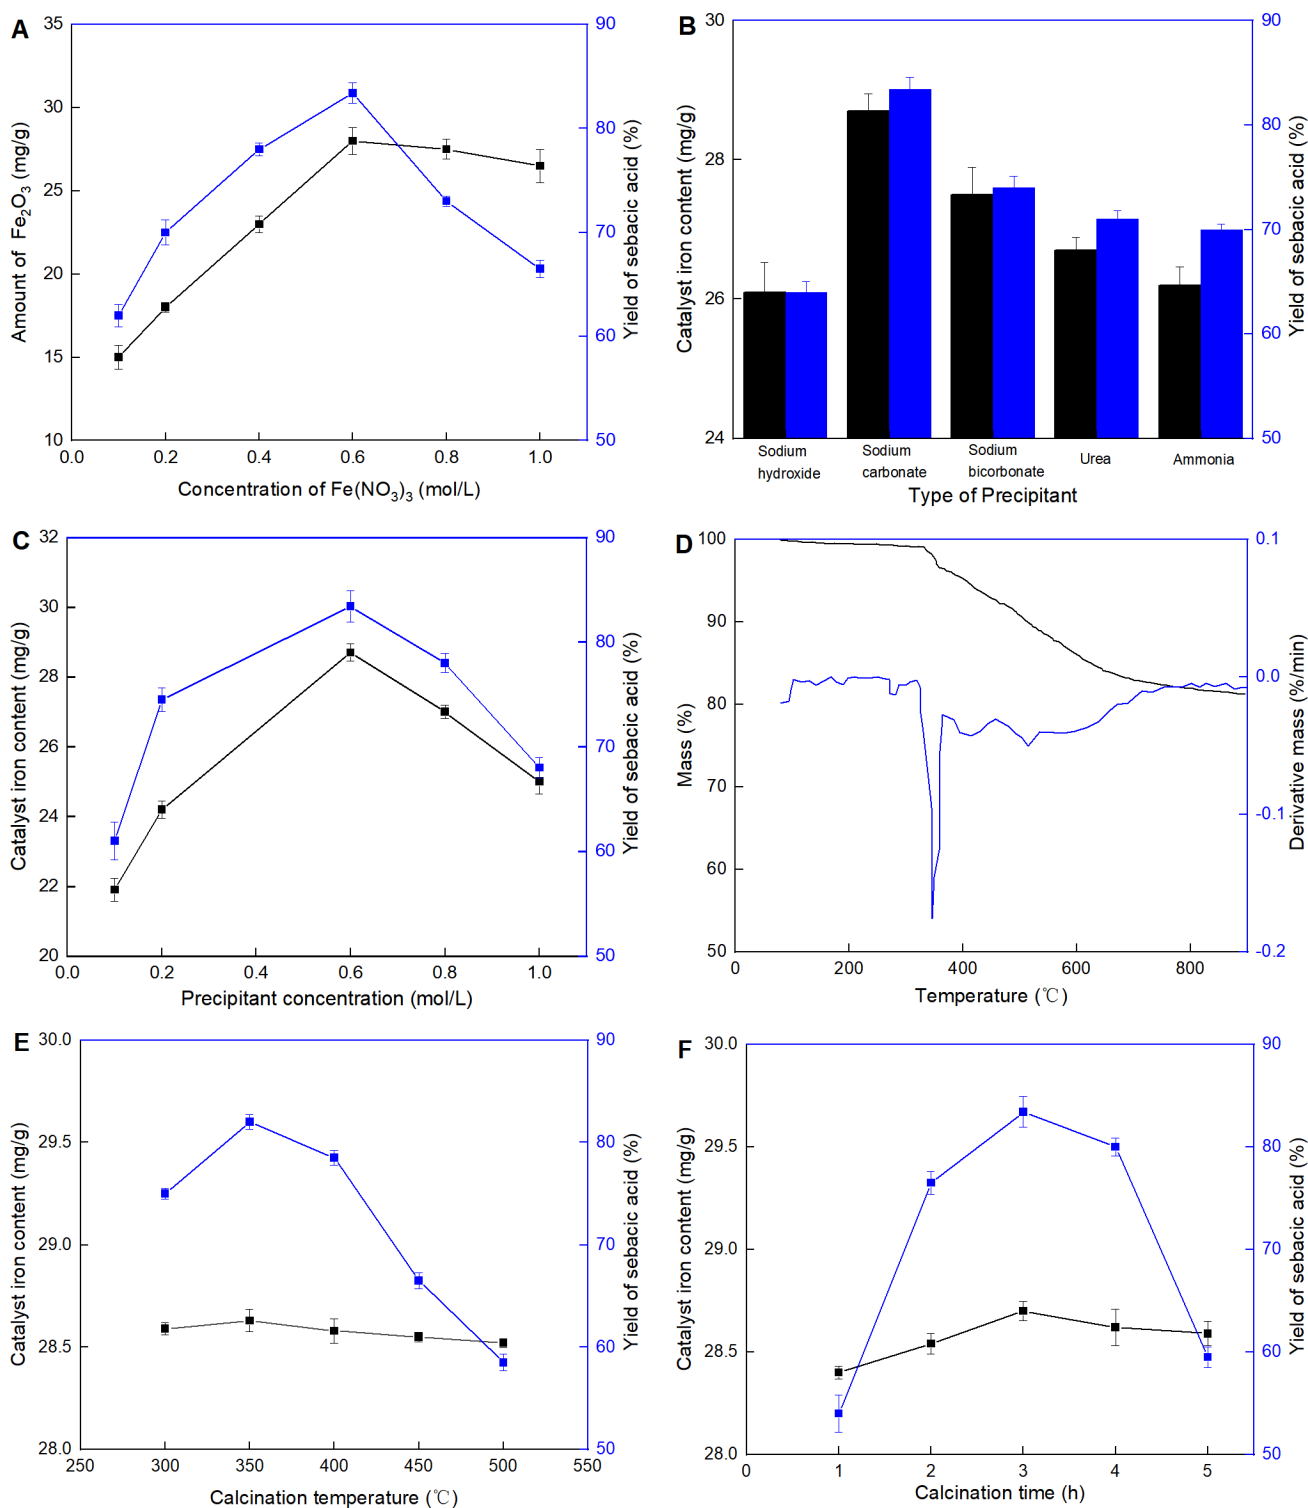 A
35
30
25
20
15
10
90
80
70
60
50
0.0
0.2
0.4
0.6
0.8
1.0
Amount of Fe2O3 (mg/g)
Yield of sebacic acid (%)
Concentration of Fe(NO3)3 (mol/L)
B
30
28
26
24
90
80
70
60
50
Catalyst iron content (mg/g)
Yield of sebacic acid (%)
Sodium
hydroxide
Sodium
carbonate
Sodium
bicorbonate
Urea
Ammonia
Type of Precipitant
C
32
30
28
26
24
22
20
90
80
70
60
50
0.0
0.2
0.4
0.6
0.8
1.0
Catalyst iron content (mg/g)
Yield of sebacic acid (%)
Precipitant concentration (mol/L)
D
100
90
80
70
60
50
0.1
0.0
-0.1
-0.2
0
200
400
600
800
Mass (%)
Derivative mass (%/min)
Temperature (℃)
E
30.0
29.5
29.0
28.5
28.0
90
80
70
60
50
250
300
350
400
450
500
550
Catalyst iron content (mg/g)
Yield of sebacic acid (%)
Calcination temperature (℃)
F
30.0
29.5
29.0
28.5
28.0
90
80
70
60
50
0
1
2
3
4
5
Catalyst iron content (mg/g)
Yield of sebacic acid (%)
Calcination time (h)